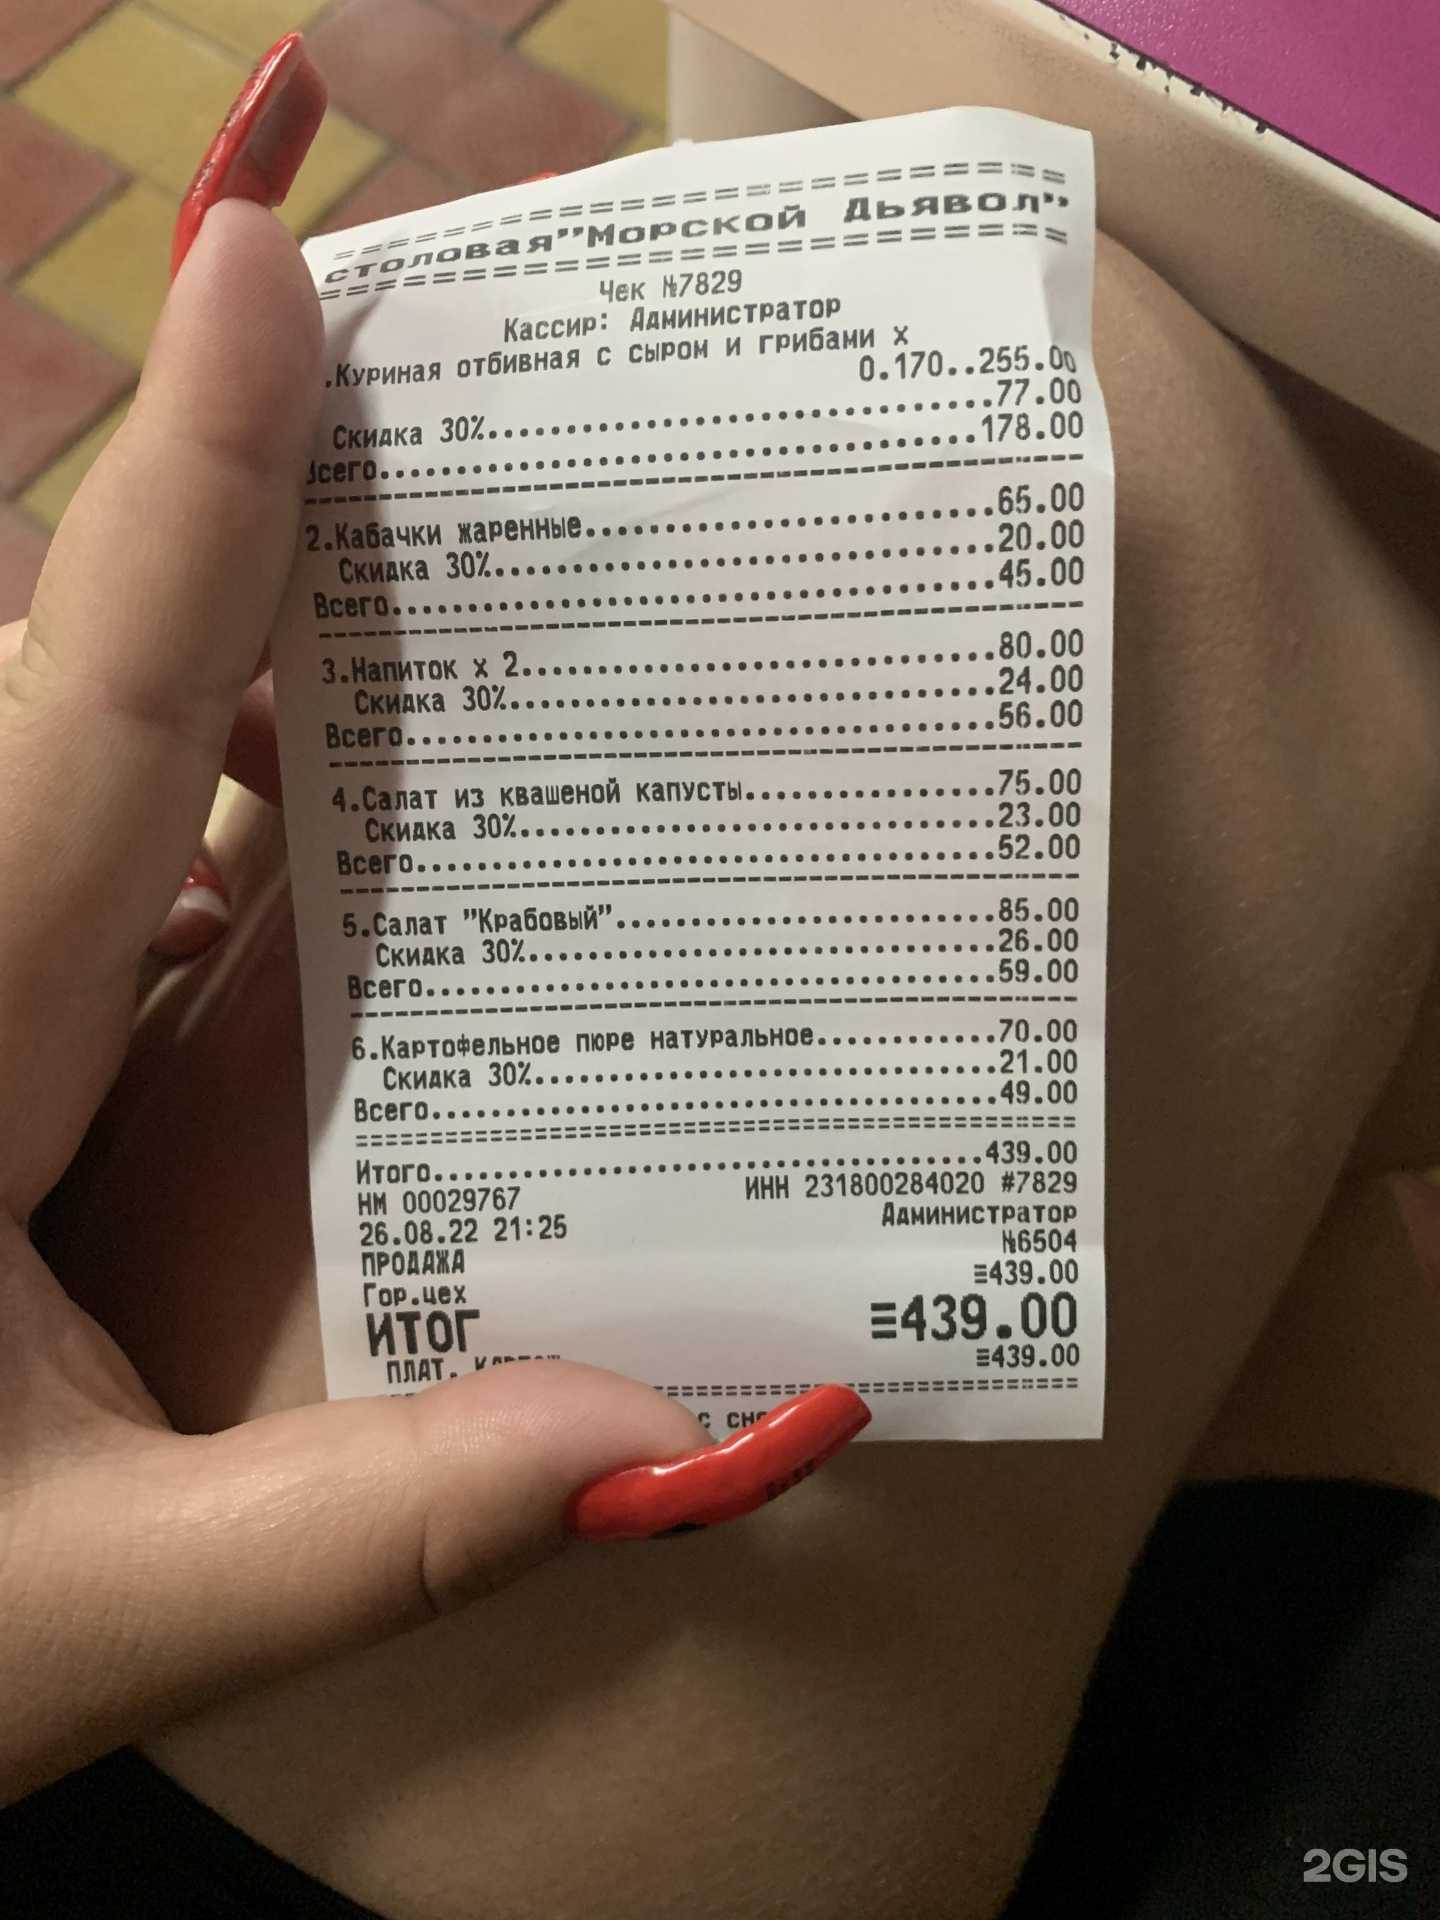 ==========================
столовая"Морской Дьявол"
==========================
Чек №7829
Кассир: Администратор
.Куриная отбивная с сыром и грибами x
0.170..255.00
Скидка 30%................................77.00
Всего.....................................178.00
2.Кабачки жаренные..........................65.00
Скидка 30%................................20.00
Всего.......................................45.00
3.Напиток x 2...............................80.00
Скидка 30%................................24.00
Всего.......................................56.00
4.Салат из квашеной капусты................75.00
Скидка 30%...............................23.00
Всего......................................52.00
5.Салат "Крабовый".........................85.00
Скидка 30%...............................26.00
Всего......................................59.00
6.Картофельное пюре натуральное............70.00
Скидка 30%...............................21.00
Всего......................................49.00
Итого.....................................439.00
НМ 00029767 ИНН 231800284020 #7829
26.08.22 21:25 Администратор
ПРОДАЖА №6504
Гор.цех ≡439.00
ИТОГ ≡439.00
ПЛАТ. ≡439.00
с
2GIS